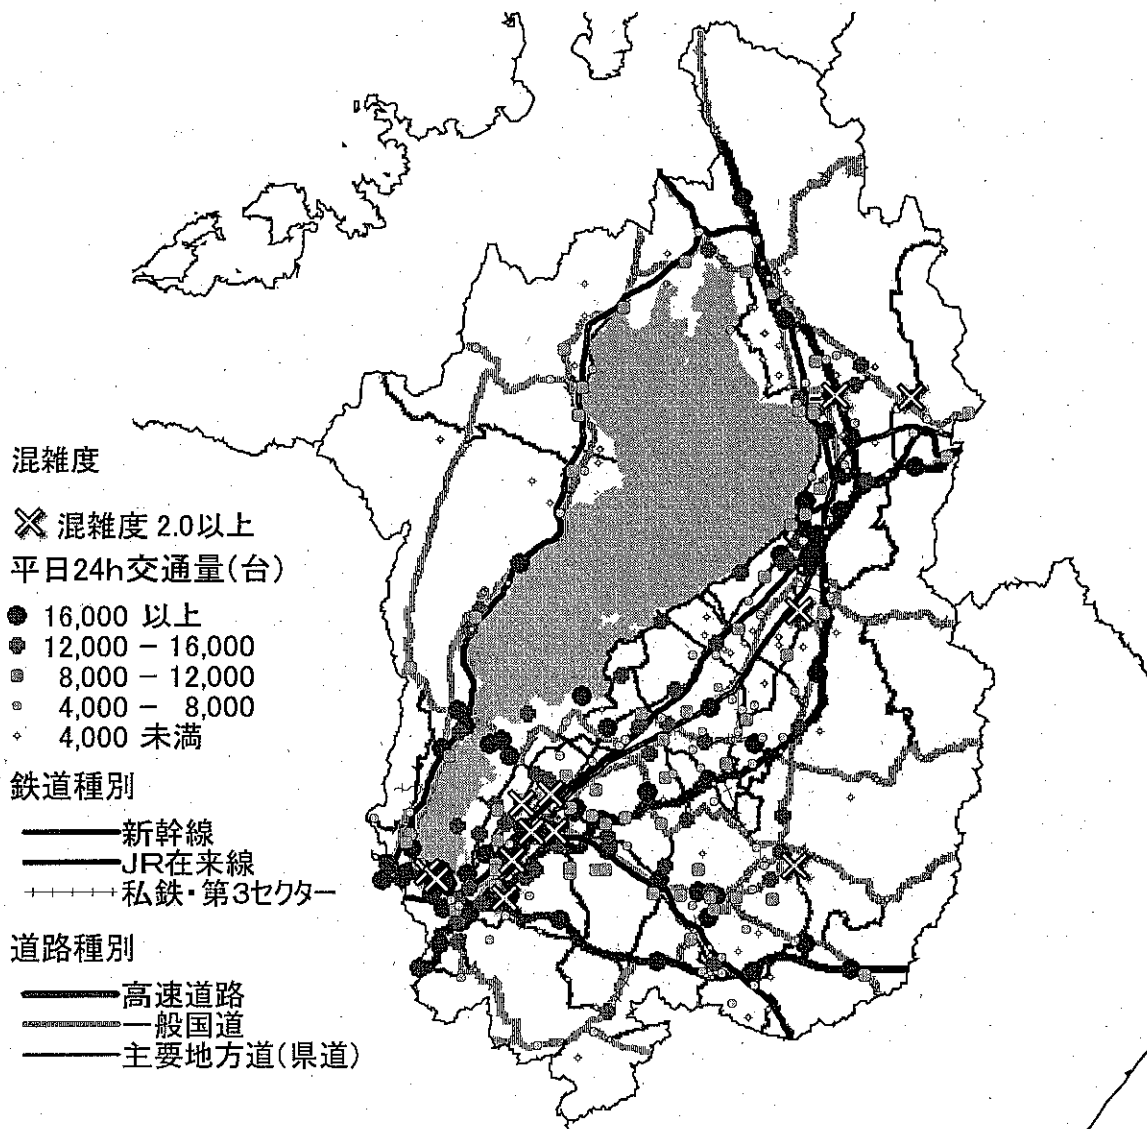 混雑度
混雑度 2.0以上
平日24h交通量(台)
16,000 以上
12,000 − 16,000
8,000 − 12,000
4,000 − 8,000
4,000 未満
鉄道種別
新幹線
JR在来線
私鉄・第3セクター
道路種別
高速道路
一般国道
主要地方道(県道)